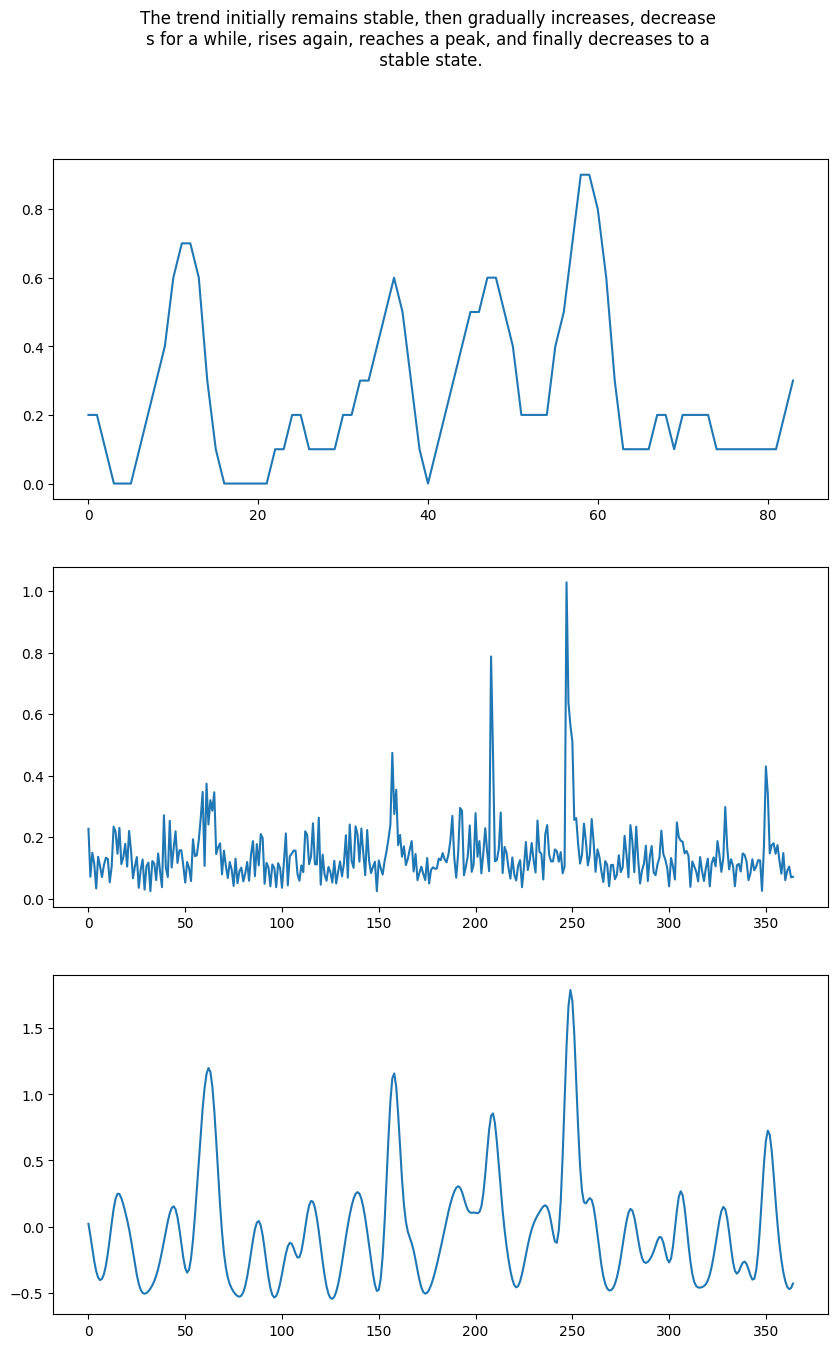 The trend initially remains stable, then gradually increases, decrease
s for a while, rises again, reaches a peak, and finally decreases to a
stable state.
0.8
0.6
0.4
0.2
0.0
0 20 40 60 80
1.0
0.8
0.6
0.4
0.2
0.0
0 50 100 150 200 250 300 350
1.5
1.0
0.5
0.0
−0.5
0 50 100 150 200 250 300 350